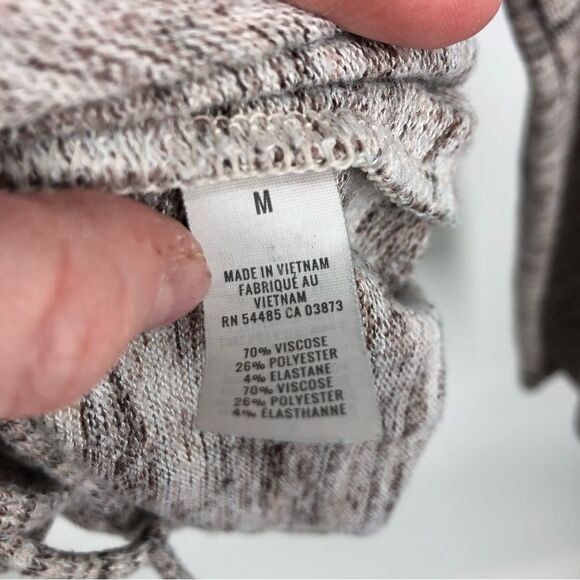 M
MADE IN VIETNAM
FABRIQUÉ AU
VIETNAM
RN 54485 CA 03873
70% VISCOSE
26% POLYESTER
4% ELASTANE
70% VISCOSE
26% POLYESTER
4% ÉLASTHANNE